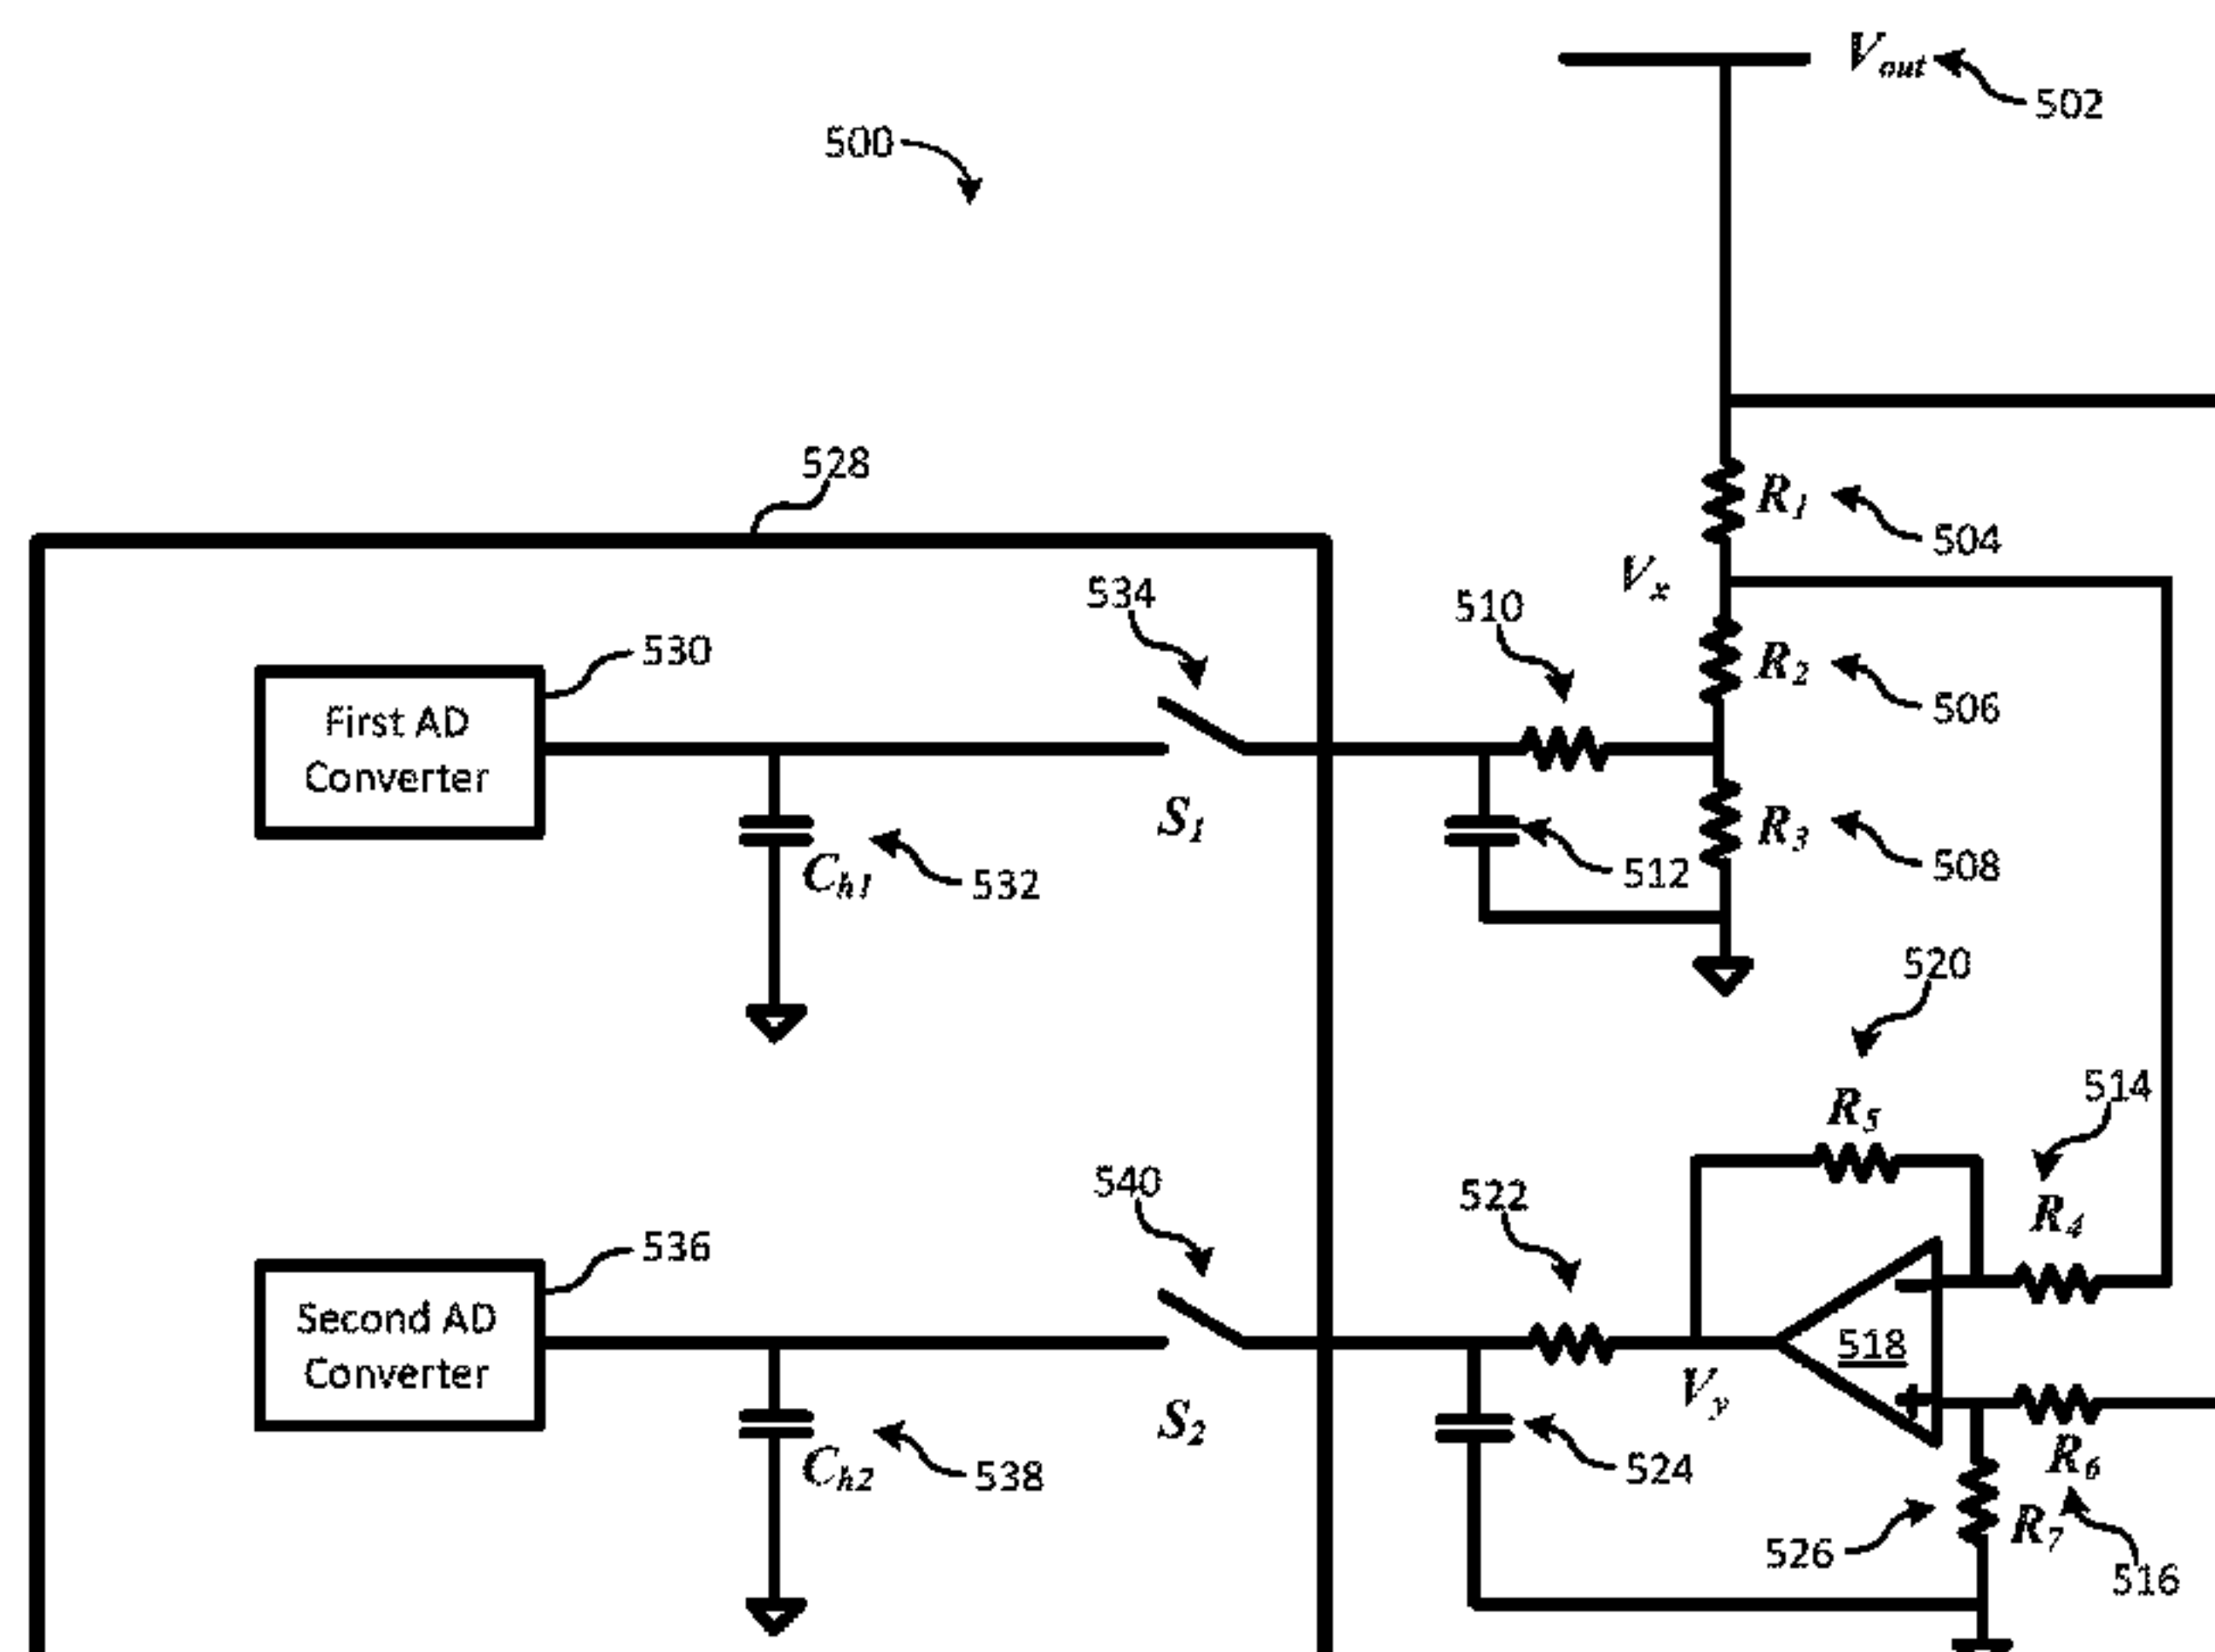 V out
502
500
528
R1
504
Vx
534
510
530
R2
506
First AD
Converter
S1
R3
Ch1
532
512
508
520
514
R5
540
522
R4
536
Second AD
Converter
518
S2
Vy
Ch2
538
524
R6
526
R7
516